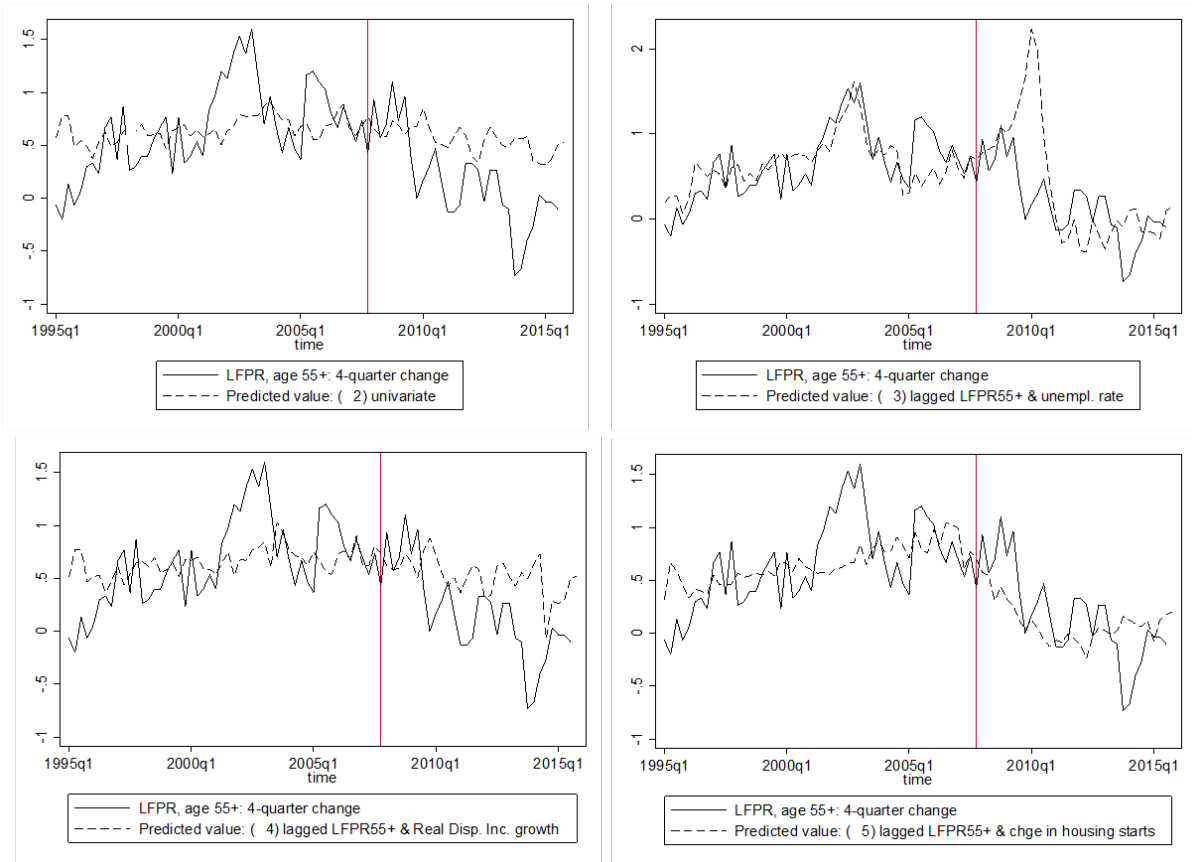 1.5
1
.5
0
-.5
-1
1995q1 2000q1 2005q1 2010q1 2015q1
time
LFPR, age 55+: 4-quarter change
Predicted value: ( 2) univariate
2
1
0
-1
1995q1 2000q1 2005q1 2010q1 2015q1
time
LFPR, age 55+: 4-quarter change
Predicted value: ( 3) lagged LFPR55+ & unempl. rate
1.5
1
.5
0
-.5
-1
1995q1 2000q1 2005q1 2010q1 2015q1
time
LFPR, age 55+: 4-quarter change
Predicted value: ( 4) lagged LFPR55+ & Real Disp. Inc. growth
1.5
1
.5
0
-.5
-1
1995q1 2000q1 2005q1 2010q1 2015q1
time
LFPR, age 55+: 4-quarter change
Predicted value: ( 5) lagged LFPR55+ & chge in housing starts